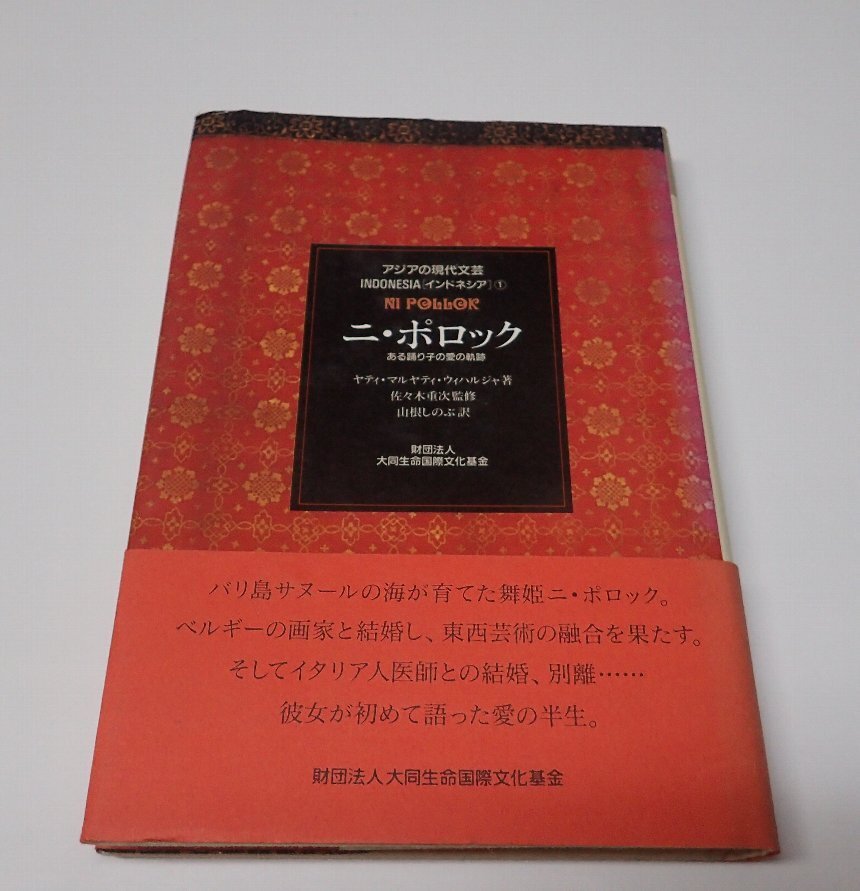 アジアの現代文芸
INDONESIA[インドネシア]①
NI POLLOK
ニ・ポロック
ある踊り子の愛の軌跡
ヤティ・マルヤティ・ウィハルジャ著
佐々木重次監修
山根しのぶ訳
財団法人
大同生命国際文化基金
バリ島サヌールの海が育てた舞姫ニ・ポロック。
ベルギーの画家と結婚し、東西芸術の融合を果たす。
そしてイタリア人医師との結婚、別離……
彼女が初めて語った愛の半生。
財団法人大同生命国際文化基金